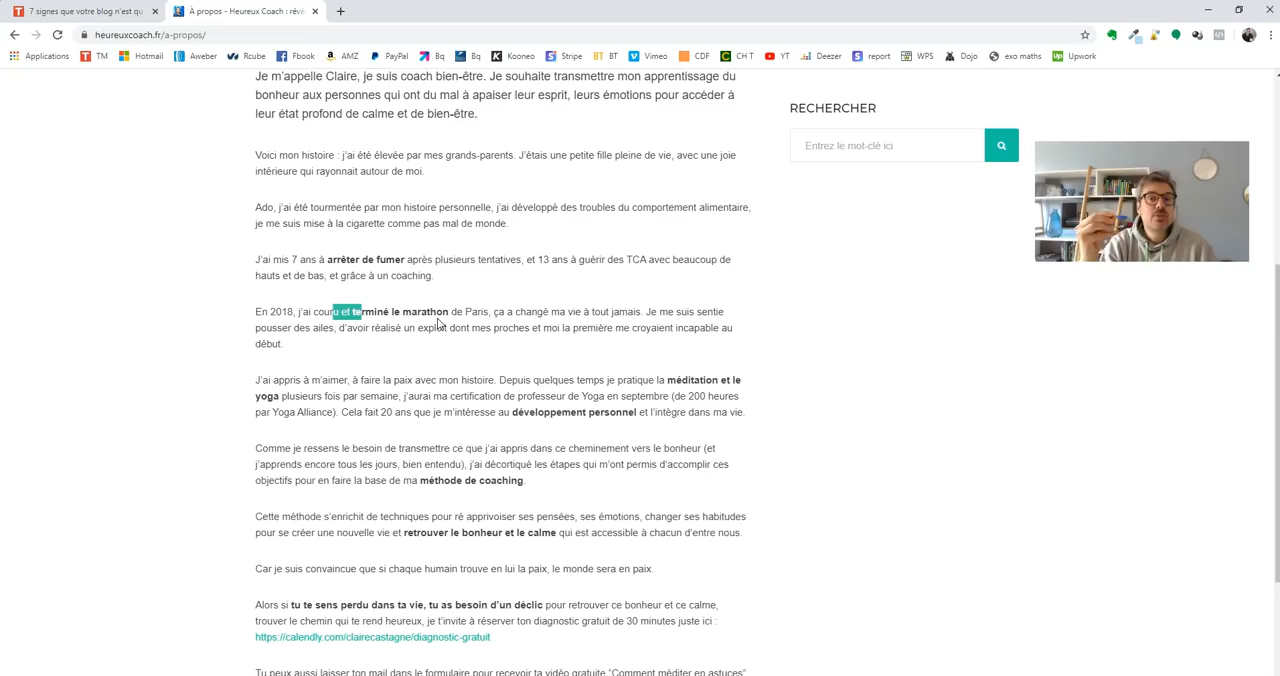 7 signes que votre blog n'est qu
À propos - Heureux Coach : révé
heureuxcoach.fr/a-propos/
Applications TM Hotmail Aweber Rcube Fbook AMZ PayPal Bq Bq Kooneo Stripe BT Vimeo CDF CH T YT Deezer report WPS Dojo exo maths Upwork
Je m'appelle Claire, je suis coach bien-être. Je souhaite transmettre mon apprentissage du
bonheur aux personnes qui ont du mal à apaiser leur esprit, leurs émotions pour accéder à
leur état profond de calme et de bien-être.
RECHERCHER
Entrez le mot-clé ici
Voici mon histoire : j'ai été élevée par mes grands-parents. J'étais une petite fille pleine de vie, avec une joie
intérieure qui rayonnait autour de moi.
Ado, j'ai été tourmentée par mon histoire personnelle, j'ai développé des troubles du comportement alimentaire,
je me suis mise à la cigarette comme pas mal de monde.
J'ai mis 7 ans à arrêter de fumer après plusieurs tentatives, et 13 ans à guérir des TCA avec beaucoup de
hauts et de bas, et grâce à un coaching.
En 2018, j'ai couru et terminé le marathon de Paris, ça a changé ma vie à tout jamais. Je me suis sentie
pousser des ailes, d'avoir réalisé un exploit dont mes proches et moi la première me croyaient incapable au
début.
J'ai appris à m'aimer, à faire la paix avec mon histoire. Depuis quelques temps je pratique la méditation et le
yoga plusieurs fois par semaine, j'aurai ma certification de professeur de Yoga en septembre (de 200 heures
par Yoga Alliance). Cela fait 20 ans que je m'intéresse au développement personnel et l'intègre dans ma vie.
Comme je ressens le besoin de transmettre ce que j'ai appris dans ce cheminement vers le bonheur (et
j'apprends encore tous les jours, bien entendu), j'ai décortiqué les étapes qui m'ont permis d'accomplir ces
objectifs pour en faire la base de ma méthode de coaching.
Cette méthode s'enrichit de techniques pour ré apprivoiser ses pensées, ses émotions, changer ses habitudes
pour se créer une nouvelle vie et retrouver le bonheur et le calme qui est accessible à chacun d'entre nous.
Car je suis convaincue que si chaque humain trouve en lui la paix, le monde sera en paix.
Alors si tu te sens perdu dans ta vie, tu as besoin d'un déclic pour retrouver ce bonheur et ce calme,
trouver le chemin qui te rend heureux, je t'invite à réserver ton diagnostic gratuit de 30 minutes juste ici :
https://calendly.com/clairecastagne/diagnostic-gratuit
Tu peux aussi laisser ton mail dans le formulaire pour recevoir ta vidéo gratuite "Comment méditer en astuces"